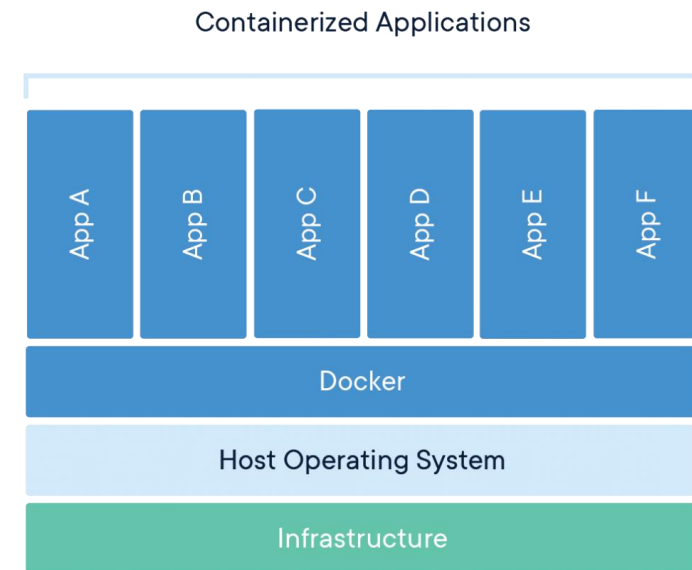 Containerized Applications
App A
App B
App C
App D
App E
App F
Docker
Host Operating System
Infrastructure